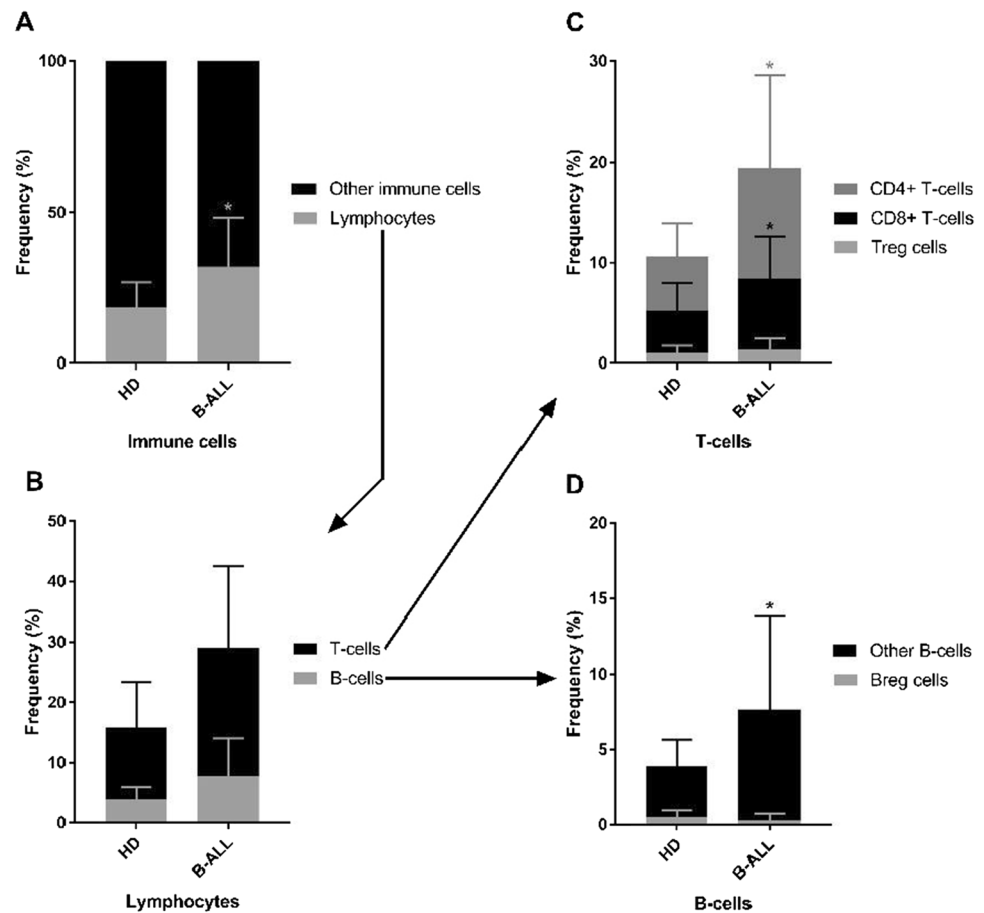 A
Frequency (%)
100
50
0
*
HD
B-ALL
Immune cells
Other immune cells
Lymphocytes
C
Frequency (%)
30
20
10
0
*
*
HD
B-ALL
T-cells
CD4+ T-cells
CD8+ T-cells
Treg cells
B
Frequency (%)
50
40
30
20
10
0
HD
B-ALL
Lymphocytes
T-cells
B-cells
D
Frequency (%)
20
15
10
5
0
*
HD
B-ALL
B-cells
Other B-cells
Breg cells